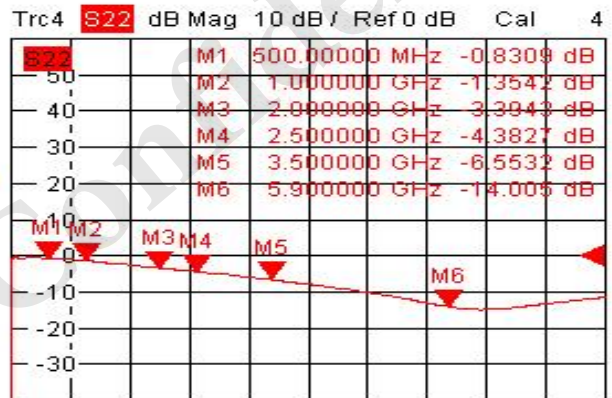 Trc4 S22 dB Mag 10 dB / Ref 0 dB Cal 4
S22
M1 500.00000 MHz -0.8309 dB
M2 1.000000 GHz -1.3542 dB
M3 2.000000 GHz -3.3943 dB
M4 2.500000 GHz -4.3827 dB
M5 3.500000 GHz -6.5532 dB
M6 5.900000 GHz -14.005 dB
50
40
30
20
10
M1 M2 M3 M4 M5 M6
0
-10
-20
-30